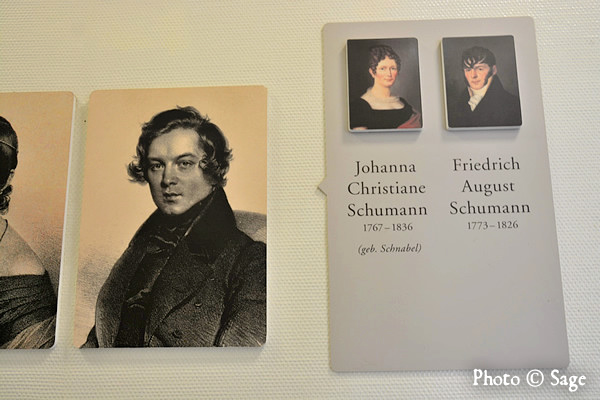 Johanna
Christiane
Schumann
1767–1836
(geb. Schnabel)
Friedrich
August
Schumann
1773–1826
Photo © Sage